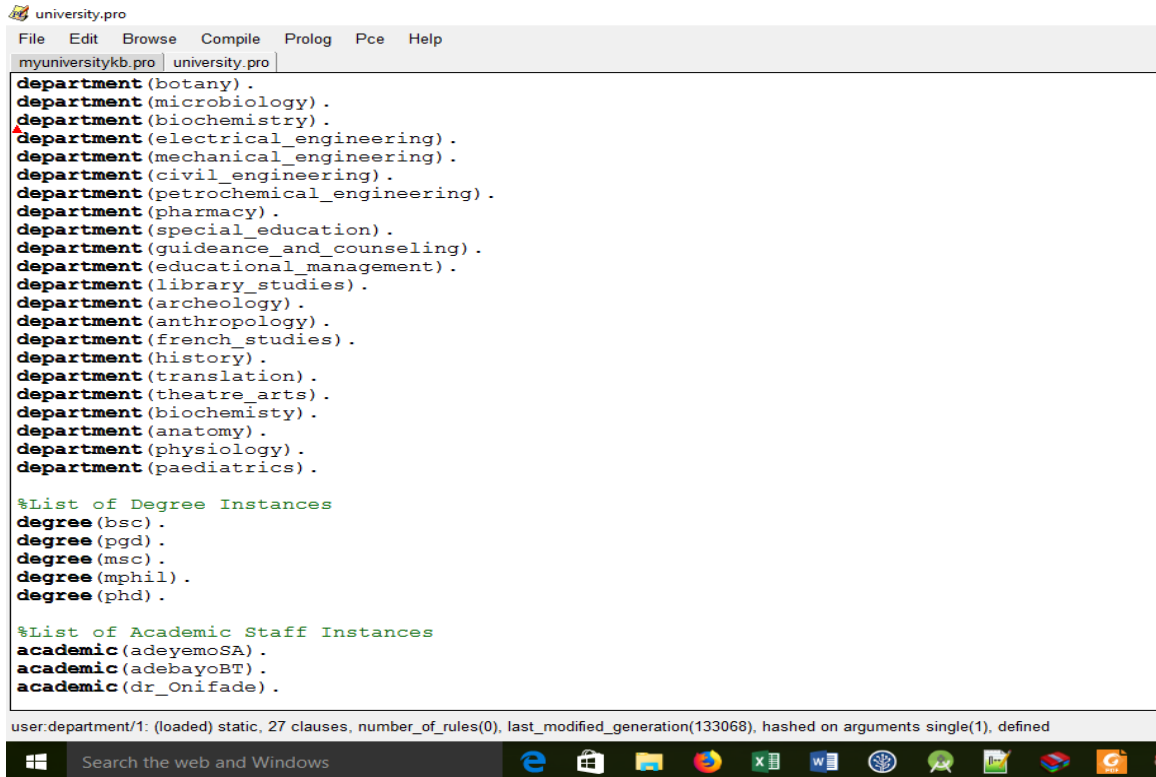 university.pro
File Edit Browse Compile Prolog Pce Help
myuniversitykb.pro university.pro
department(botany).
department(microbiology).
department(biochemistry).
department(electrical_engineering).
department(mechanical_engineering).
department(civil_engineering).
department(petrochemical_engineering).
department(pharmacy).
department(special_education).
department(guideance_and_counseling).
department(educational_management).
department(library_studies).
department(archeology).
department(anthropology).
department(french_studies).
department(history).
department(translation).
department(theatre_arts).
department(biochemisty).
department(anatomy).
department(physiology).
department(paediatrics).
%List of Degree Instances
degree(bsc).
degree(pgd).
degree(msc).
degree(mphil).
degree(phd).
%List of Academic Staff Instances
academic(adeyemoSA).
academic(adebayoBT).
academic(dr_Onifade).
user:department/1: (loaded) static, 27 clauses, number_of_rules(0), last_modified_generation(133068), hashed on arguments single(1), defined
Search the web and Windows